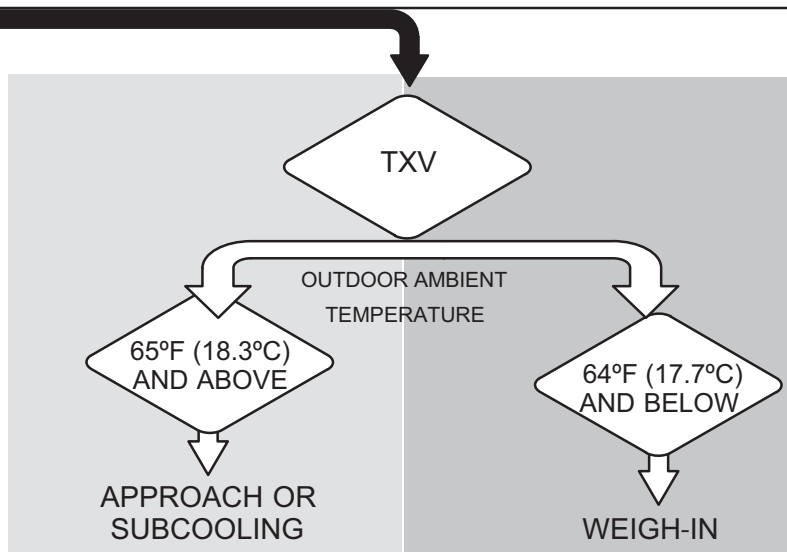 TXV
OUTDOOR AMBIENT
TEMPERATURE
65ºF (18.3ºC)
AND ABOVE
64ºF (17.7ºC)
AND BELOW
APPROACH OR
SUBCOOLING
WEIGH-IN